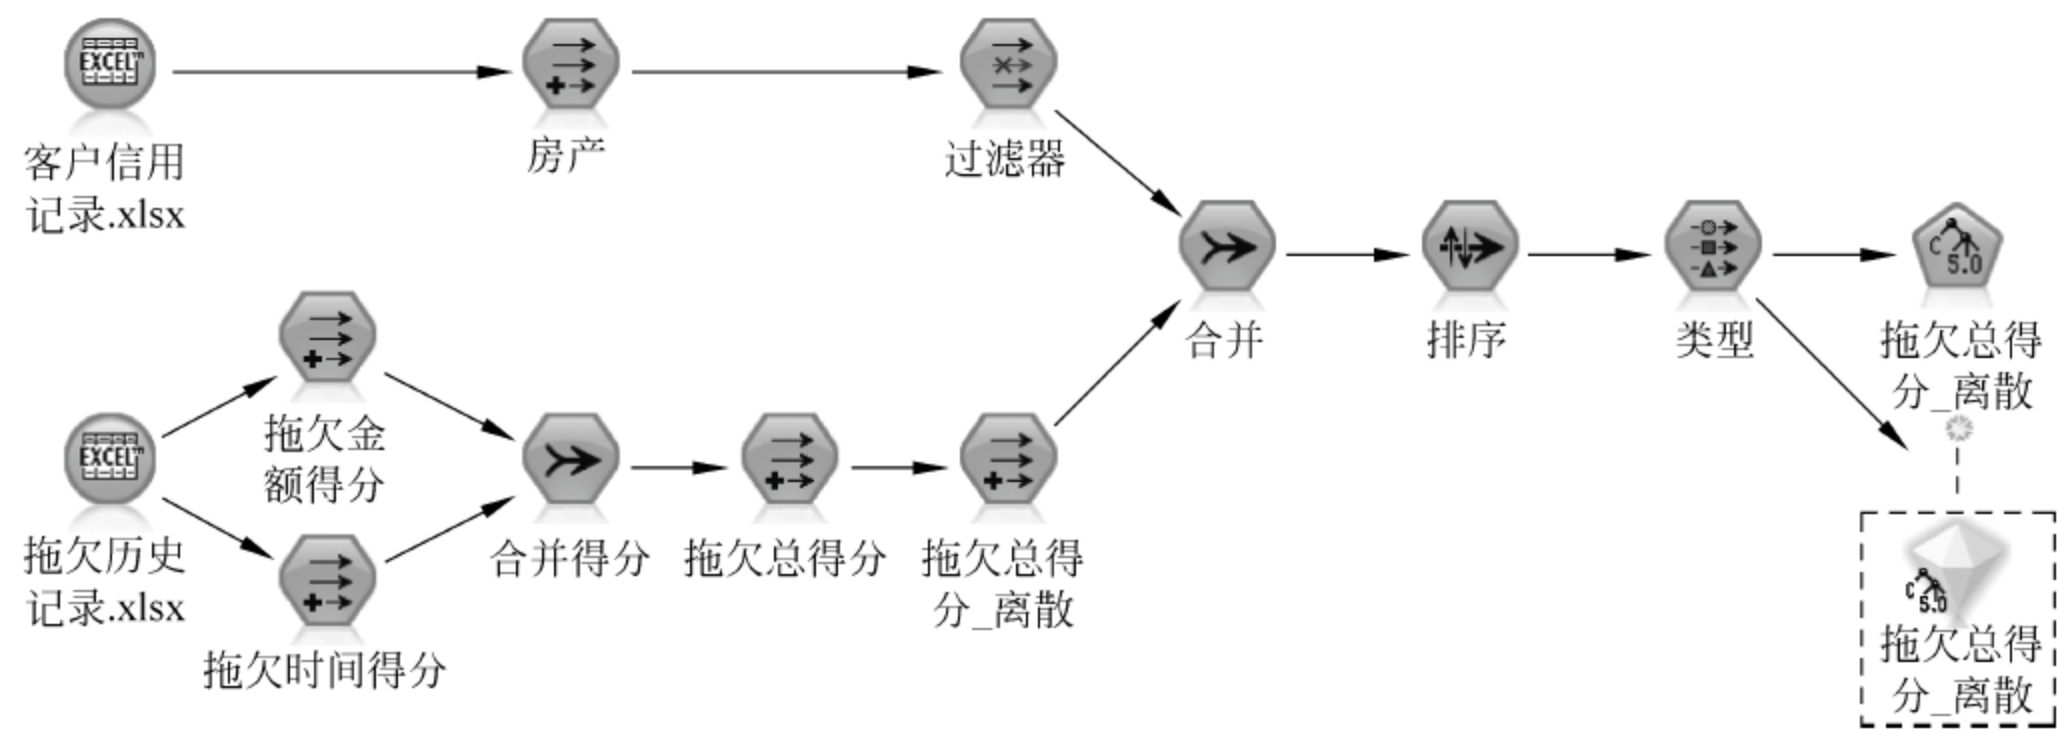 EXCEL™
客户信用
记录.xlsx
房产
过滤器
EXCEL™
拖欠历史
记录.xlsx
拖欠金
额得分
拖欠时间得分
合并得分
拖欠总得分
拖欠总得
分_离散
合并
排序
类型
C
5.0
拖欠总得
分_离散
C
5.0
拖欠总得
分_离散